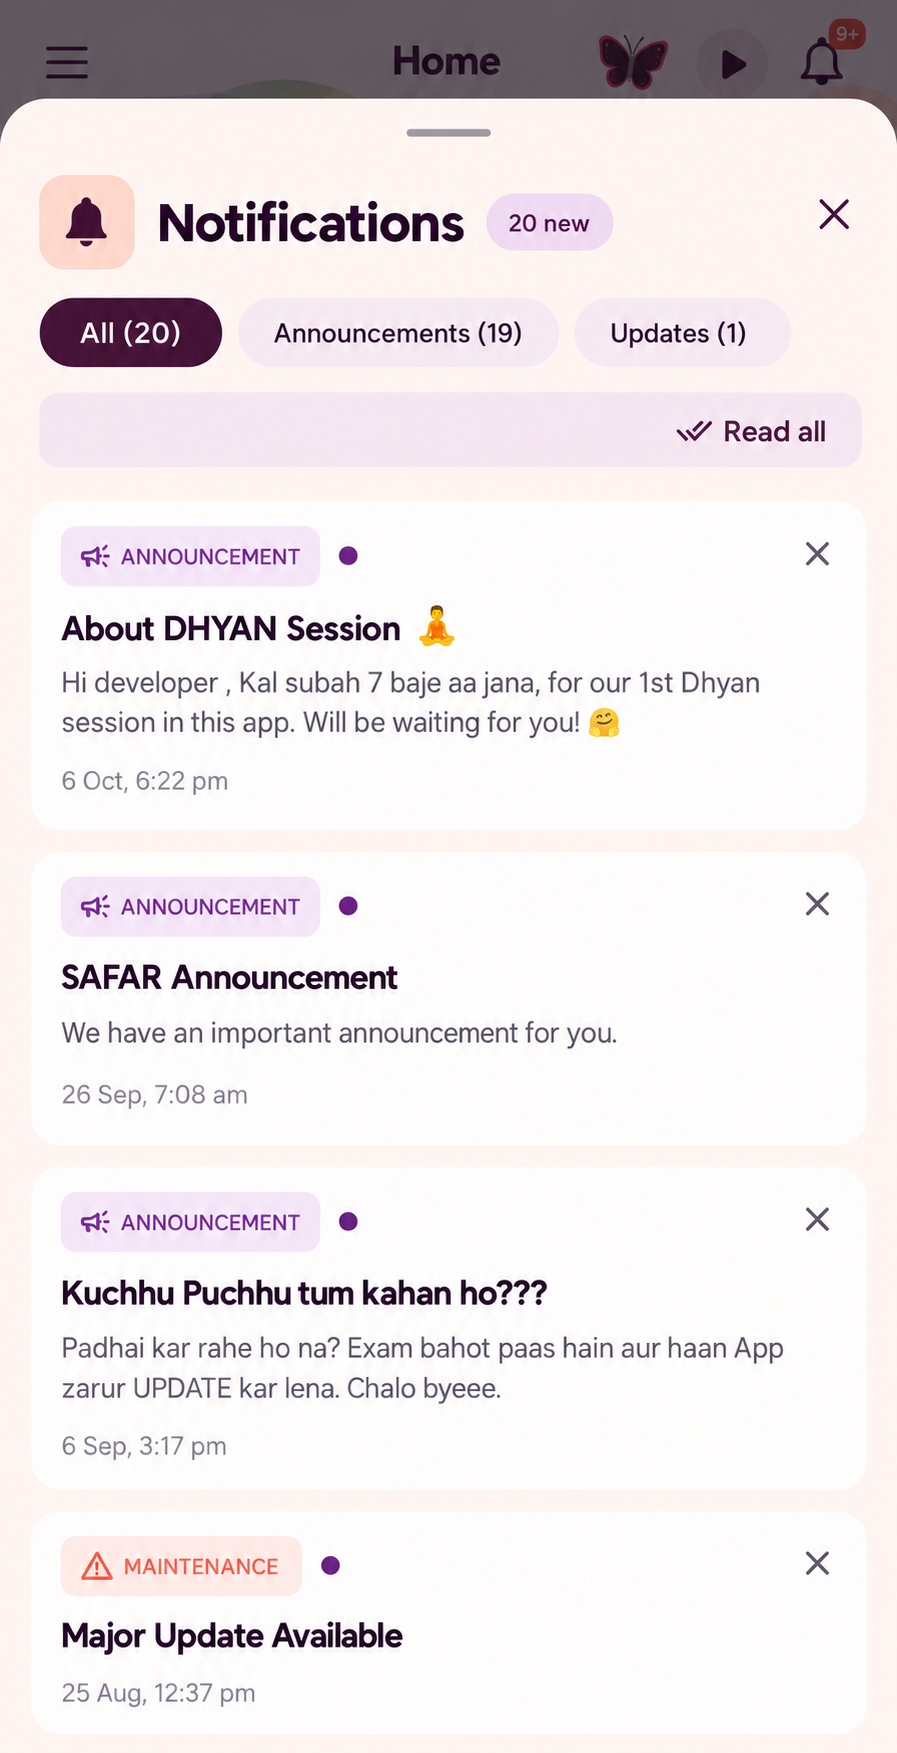 Home
9+
Notifications
20 new
All (20)
Announcements (19)
Updates (1)
Read all
ANNOUNCEMENT
About DHYAN Session 🧘
Hi developer , Kal subah 7 baje aa jana, for our 1st Dhyan
session in this app. Will be waiting for you! 🤗
6 Oct, 6:22 pm
ANNOUNCEMENT
SAFAR Announcement
We have an important announcement for you.
26 Sep, 7:08 am
ANNOUNCEMENT
Kuchhu Puchhu tum kahan ho???
Padhai kar rahe ho na? Exam bahot paas hain aur haan App
zarur UPDATE kar lena. Chalo byeee.
6 Sep, 3:17 pm
MAINTENANCE
Major Update Available
25 Aug, 12:37 pm